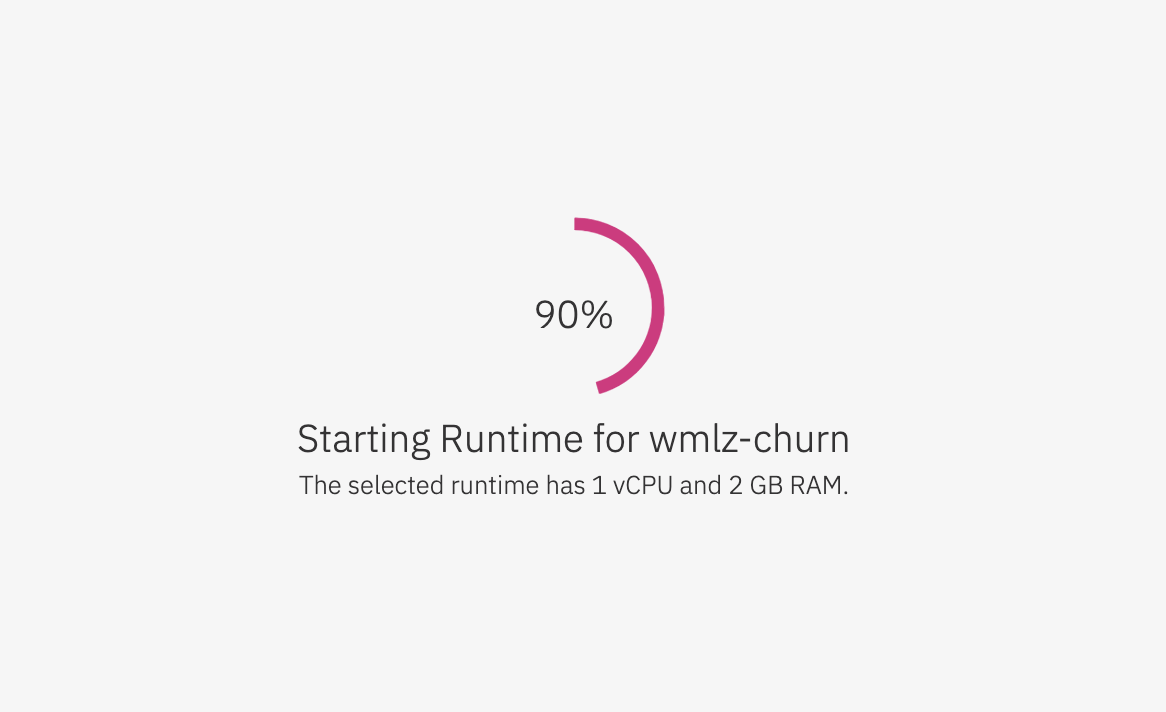 90%
Starting Runtime for wmlz-churn
The selected runtime has 1 vCPU and 2 GB RAM.